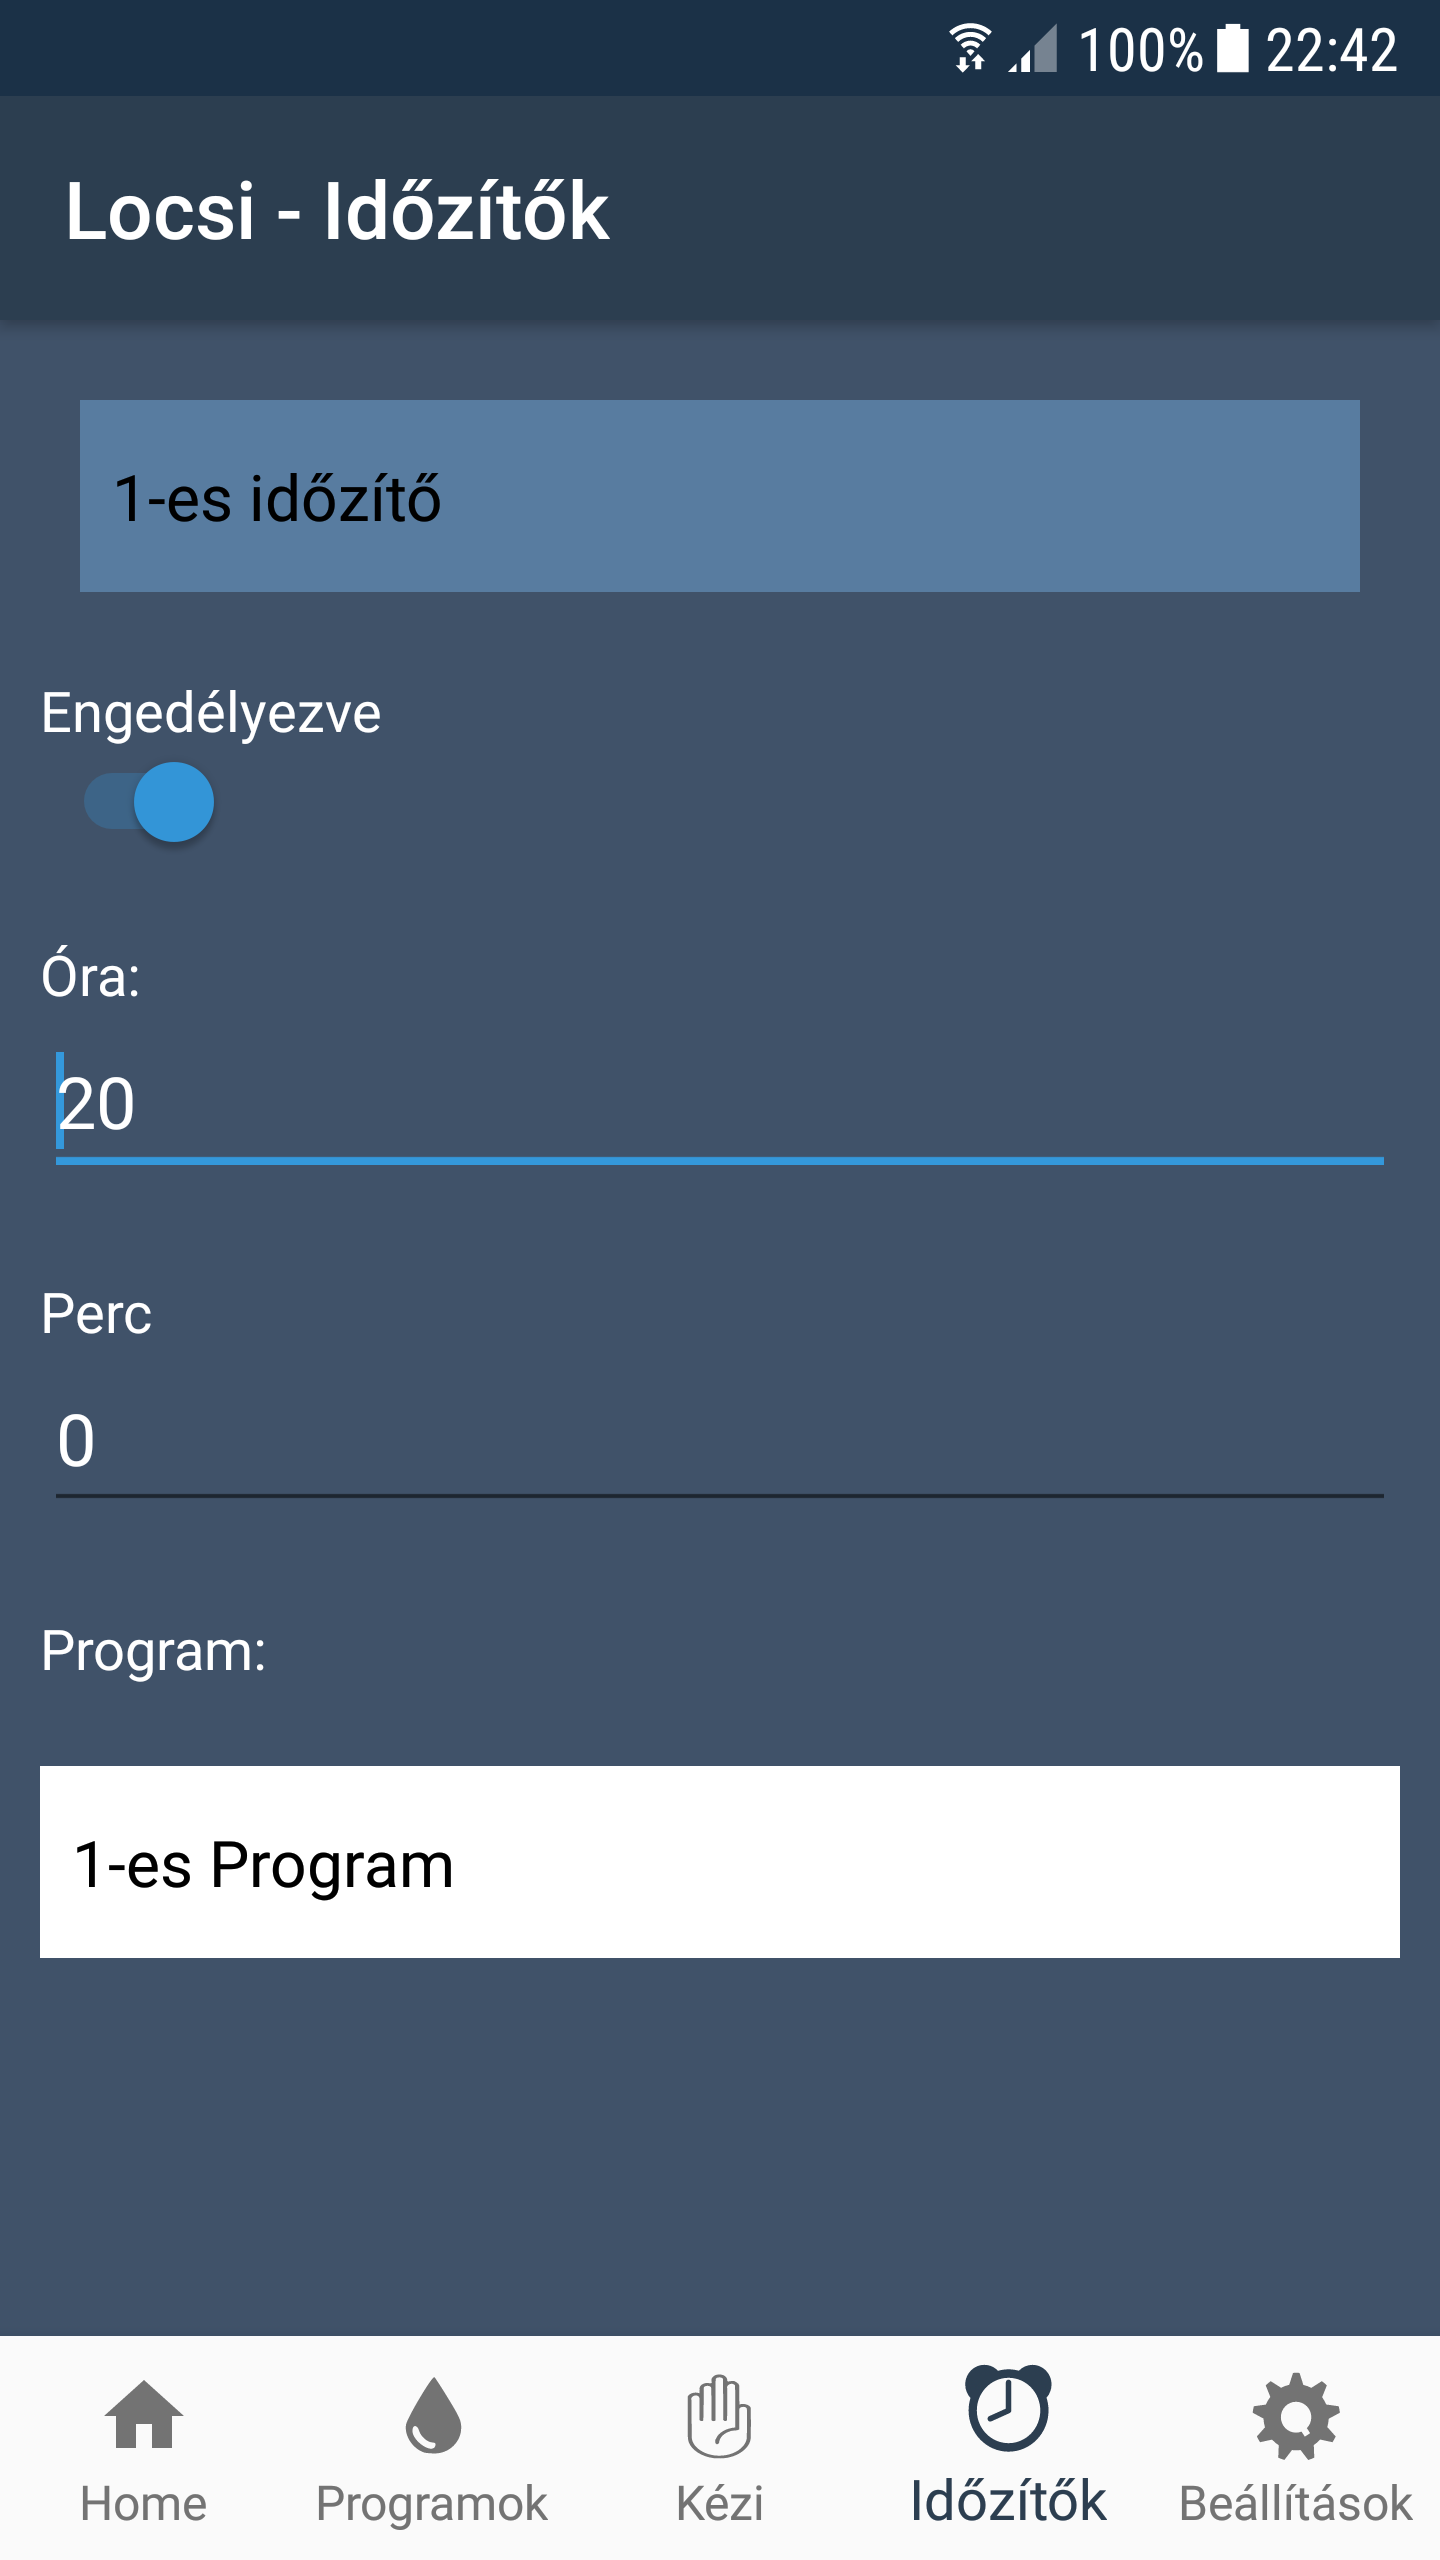 100% 22:42
Locsi - Időzítők
1-es időzítő
Engedélyezve
Óra:
20
Perc
0
Program:
1-es Program
Home Programok Kézi Időzítők Beállítások